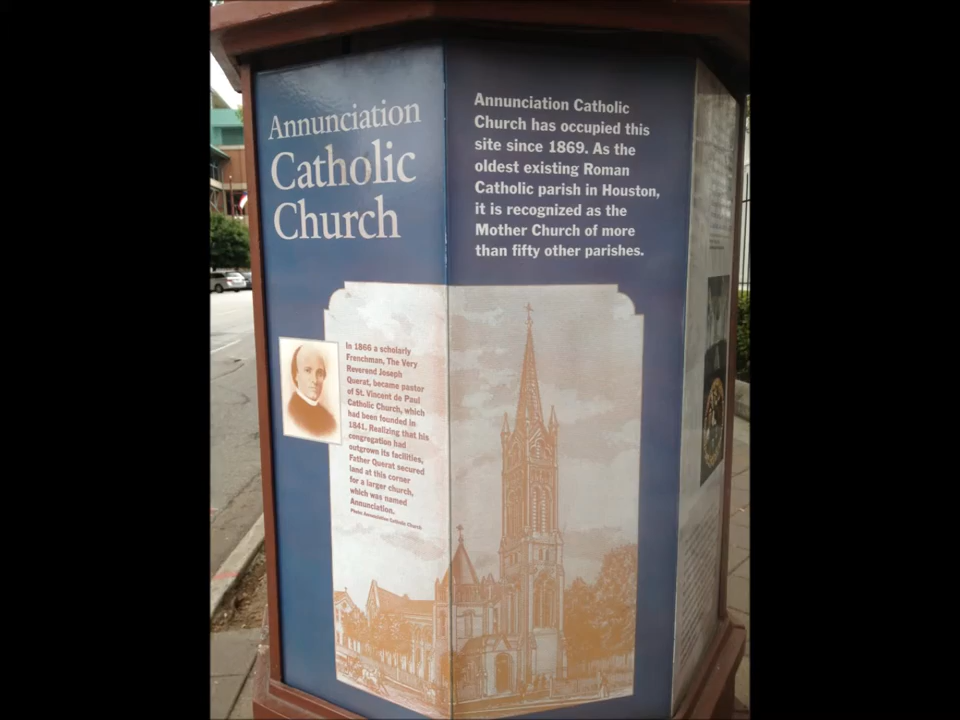 Annunciation
Catholic
Church
Annunciation Catholic
Church has occupied this
site since 1869. As the
oldest existing Roman
Catholic parish in Houston,
it is recognized as the
Mother Church of more
than fifty other parishes.
In 1866 a scholarly
Frenchman, The Very
Reverend Joseph
Querat, became pastor
of St. Vincent de Paul
Catholic Church, which
had been founded in
1841. Realizing that his
congregation had
outgrown its facilities,
Father Querat secured
land at this corner
for a larger church,
which was named
Annunciation.
Photo: Annunciation Catholic Church